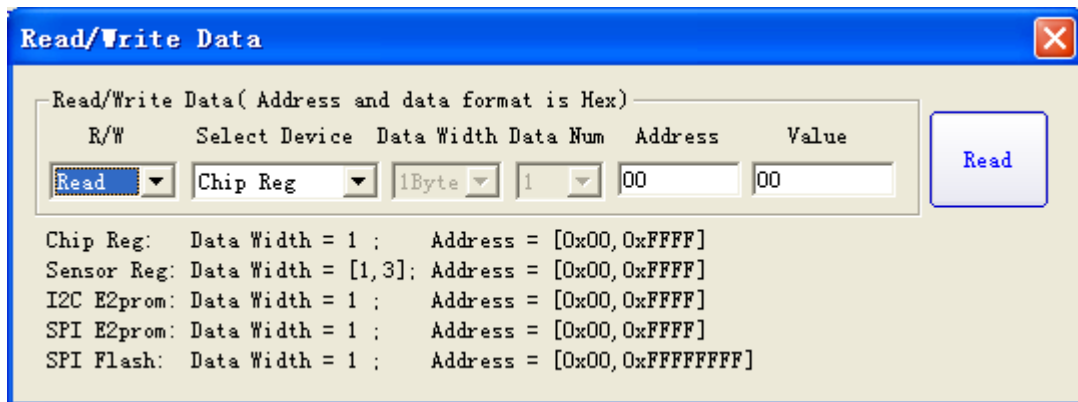 Read/Write Data
Read/Write Data( Address and data format is Hex)
R/W Select Device Data Width Data Num Address Value
Read Chip Reg 1Byte 1 00 00
Read
Chip Reg: Data Width = 1 ; Address = [0x00,0xFFFF]
Sensor Reg: Data Width = [1,3]; Address = [0x00,0xFFFF]
I2C E2prom: Data Width = 1 ; Address = [0x00,0xFFFF]
SPI E2prom: Data Width = 1 ; Address = [0x00,0xFFFF]
SPI Flash: Data Width = 1 ; Address = [0x00,0xFFFFFFFF]